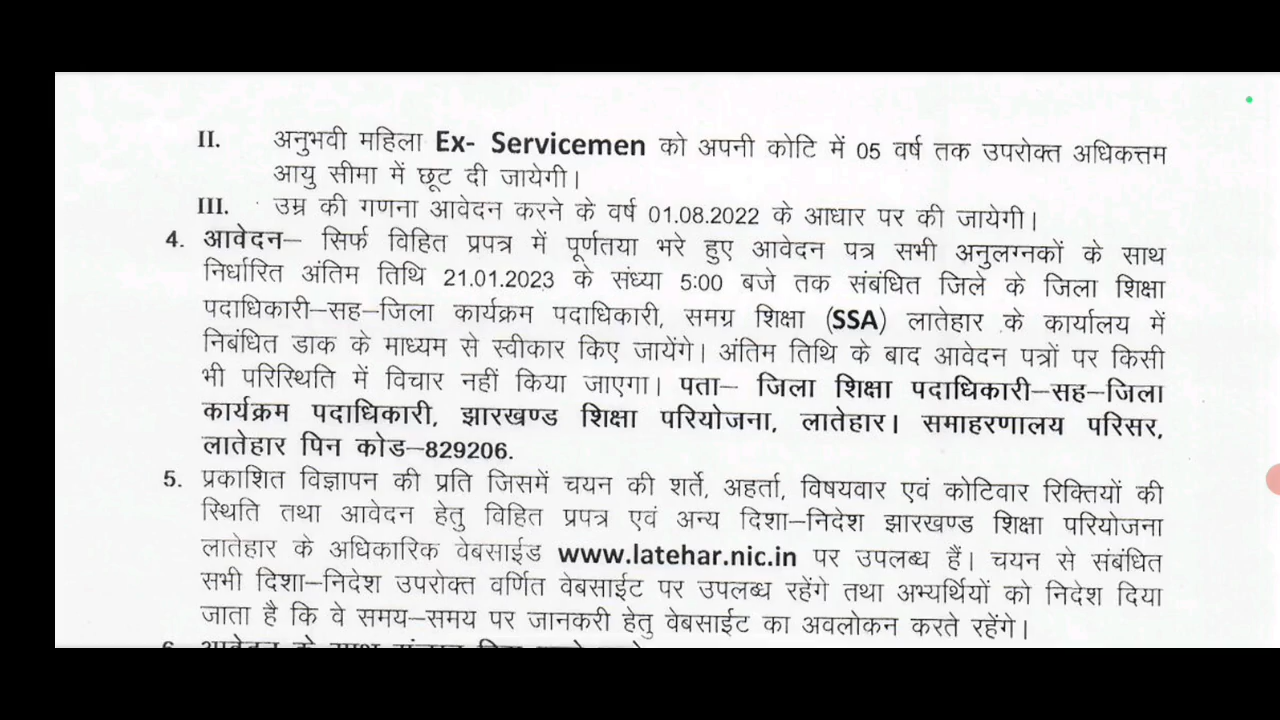 II. अनुभवी महिला Ex- Servicemen को अपनी कोटि में 05 वर्ष तक उपरोक्त अधिकत्तम
आयु सीमा में छूट दी जायेगी।
III. उम्र की गणना आवेदन करने के वर्ष 01.08.2022 के आधार पर की जायेगी।
4. आवेदन– सिर्फ विहित प्रपत्र में पूर्णतया भरे हुए आवेदन पत्र सभी अनुलग्नकों के साथ
निर्धारित अंतिम तिथि 21.01.2023 के संध्या 5:00 बजे तक संबंधित जिले के जिला शिक्षा
पदाधिकारी–सह–जिला कार्यक्रम पदाधिकारी, समग्र शिक्षा (SSA) लातेहार के कार्यालय में
निबंधित डाक के माध्यम से स्वीकार किए जायेंगे। अंतिम तिथि के बाद आवेदन पत्रों पर किसी
भी परिस्थिति में विचार नहीं किया जाएगा। पता– जिला शिक्षा पदाधिकारी–सह–जिला
कार्यक्रम पदाधिकारी, झारखण्ड शिक्षा परियोजना, लातेहार। समाहरणालय परिसर,
लातेहार पिन कोड–829206.
5. प्रकाशित विज्ञापन की प्रति जिसमें चयन की शर्ते, अहर्ता, विषयवार एवं कोटिवार रिक्तियों की
स्थिति तथा आवेदन हेतु विहित प्रपत्र एवं अन्य दिशा–निदेश झारखण्ड शिक्षा परियोजना
लातेहार के अधिकारिक वेबसाईड www.latehar.nic.in पर उपलब्ध हैं। चयन से संबंधित
सभी दिशा–निदेश उपरोक्त वर्णित वेबसाईट पर उपलब्ध रहेंगे तथा अभ्यर्थियों को निदेश दिया
जाता है कि वे समय–समय पर जानकरी हेतु वेबसाईट का अवलोकन करते रहेंगे।